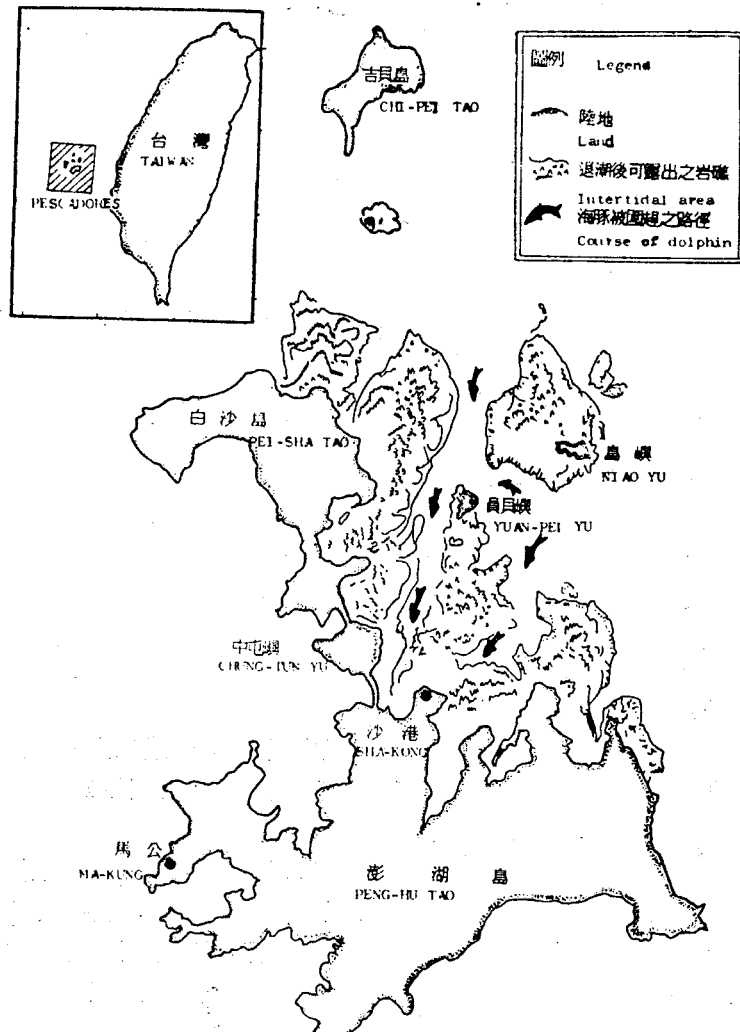 台灣
TAIWAN
PESCADORES
吉貝島
CHI-PEI TAO
圖例 Legend
陸地
Land
退潮後可露出之岩礁
Intertidal area
海豚被圍趕之路徑
Course of dolphin
白沙島
PEI-SHA TAO
鳥嶼
NIAO YU
員貝嶼
YUAN-PEI YU
中屯嶼
CHUNG-TUN YU
沙港
SHA-KONG
馬公
MA-KUNG
澎湖島
PENG-HU TAO